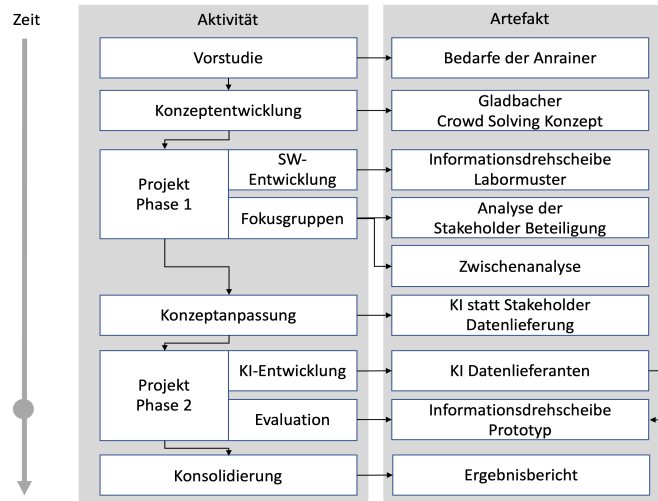 Zeit
Aktivität
Artefakt
Vorstudie
Bedarfe der Anrainer
Konzeptentwicklung
Gladbacher
Crowd Solving Konzept
Projekt
Phase 1
SW-
Entwicklung
Informationsdrehscheibe
Labormuster
Fokusgruppen
Analyse der
Stakeholder Beteiligung
Zwischenanalyse
Konzeptanpassung
KI statt Stakeholder
Datenlieferung
Projekt
Phase 2
KI-Entwicklung
KI Datenlieferanten
Evaluation
Informationsdrehscheibe
Prototyp
Konsolidierung
Ergebnisbericht